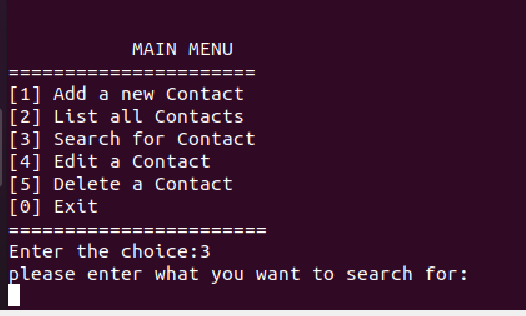 MAIN MENU
======================
[1] Add a new Contact
[2] List all Contacts
[3] Search for Contact
[4] Edit a Contact
[5] Delete a Contact
[0] Exit
=======================
Enter the choice:3
please enter what you want to search for: